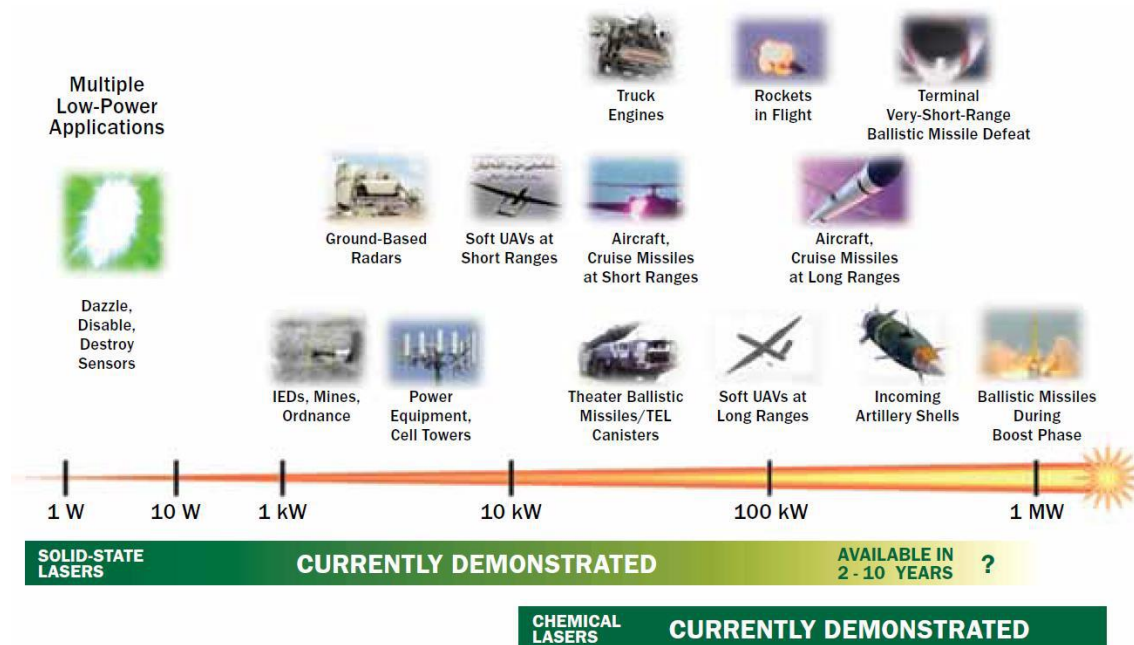 Multiple
Low-Power
Applications
Dazzle,
Disable,
Destroy
Sensors
Truck
Engines
Rockets
in Flight
Terminal
Very-Short-Range
Ballistic Missile Defeat
Ground-Based
Radars
Soft UAVs at
Short Ranges
Aircraft,
Cruise Missiles
at Short Ranges
Aircraft,
Cruise Missiles
at Long Ranges
IEDs, Mines,
Ordnance
Power
Equipment,
Cell Towers
Theater Ballistic
Missiles/TEL
Canisters
Soft UAVs at
Long Ranges
Incoming
Artillery Shells
Ballistic Missiles
During
Boost Phase
1 W
10 W
1 kW
10 kW
100 kW
1 MW
SOLID-STATE
LASERS
CURRENTLY DEMONSTRATED
AVAILABLE IN
2 - 10 YEARS
?
CHEMICAL
LASERS
CURRENTLY DEMONSTRATED